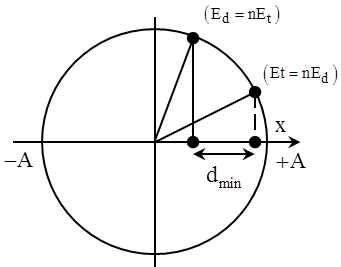 (E_d = nE_t)
(Et = nE_d)
x
−A
+A
d_min